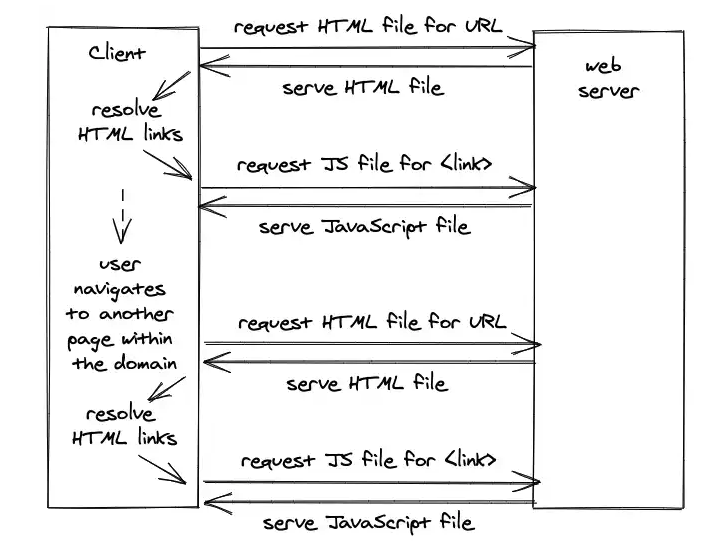 request HTML file for URL
Client
web
server
serve HTML file
resolve
HTML links
request JS file for <link>
serve JavaScript file
user
navigates
to another
page within
the domain
request HTML file for URL
serve HTML file
resolve
HTML links
request JS file for <link>
serve JavaScript file